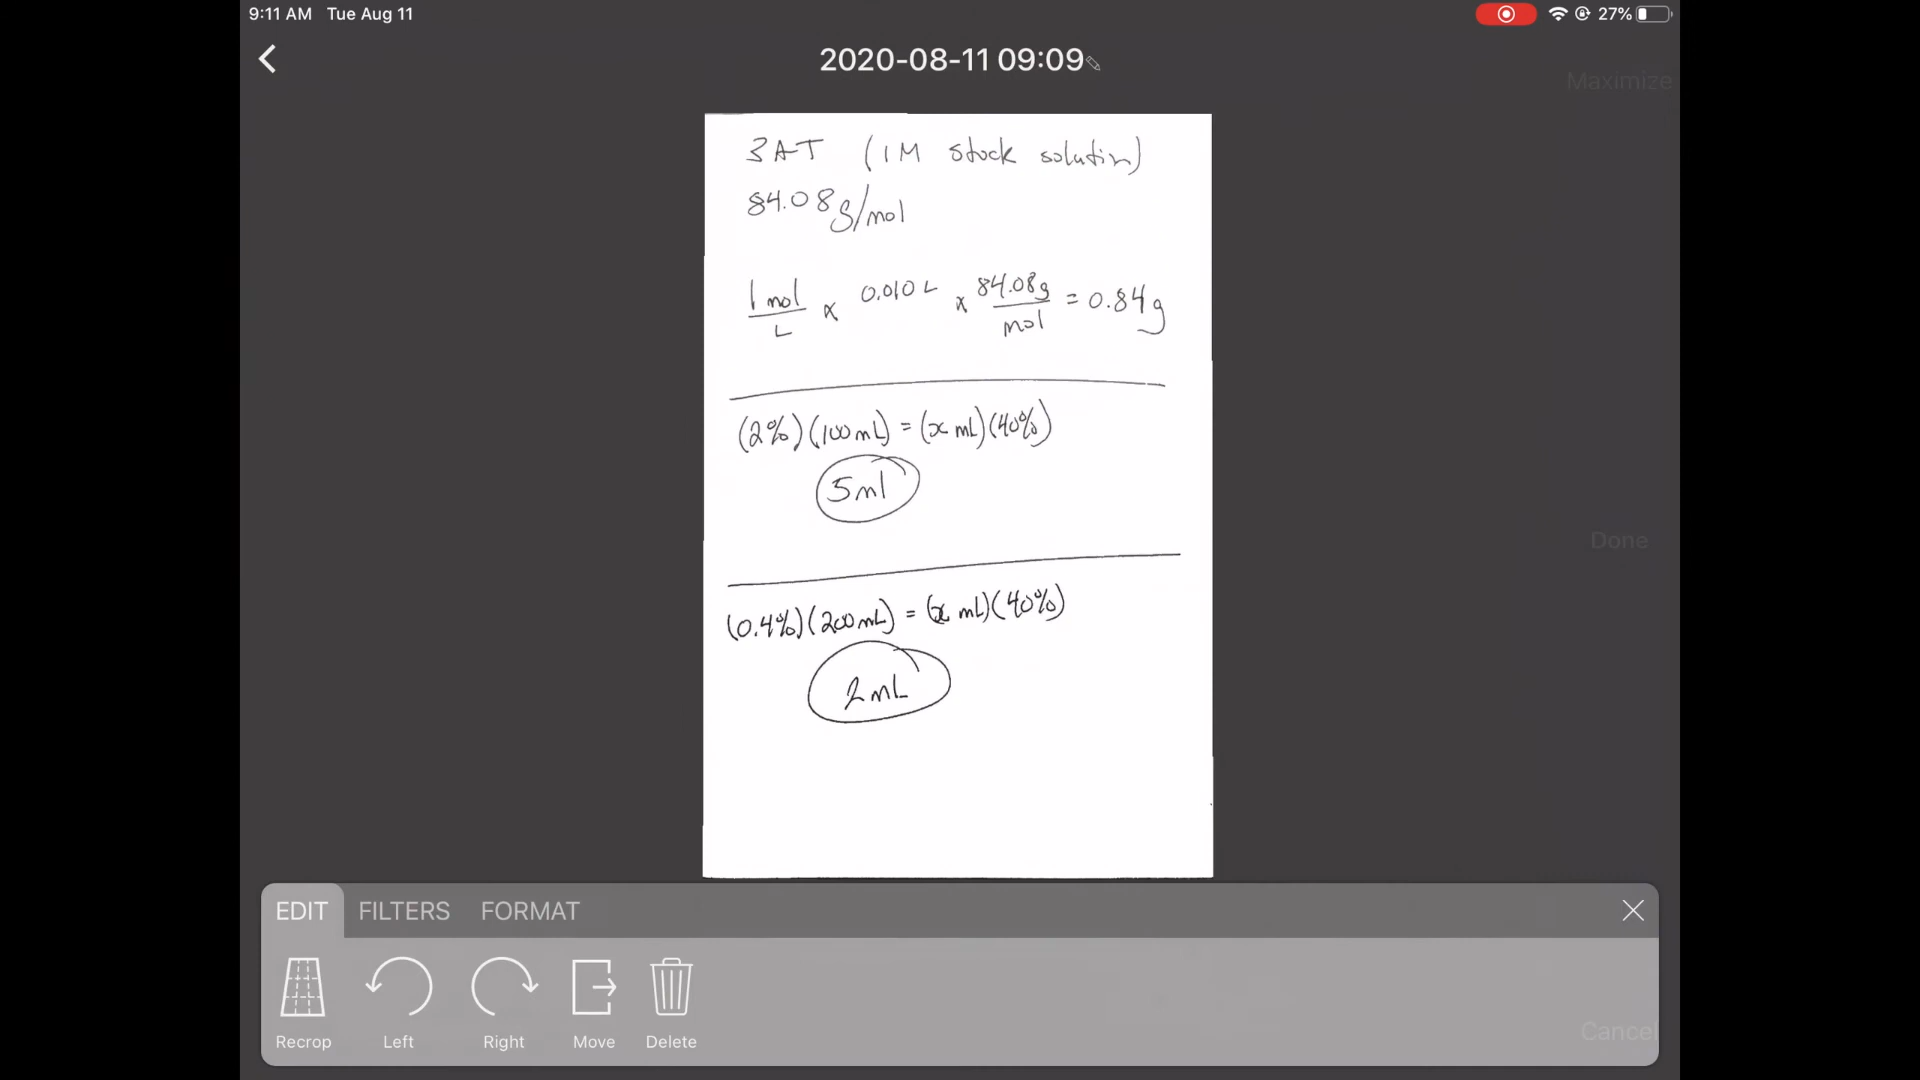 9:11 AM Tue Aug 11
27%
2020-08-11 09:09
Maximize
3AT (1M stock solution)
84.08 g/mol
1 mol/L x 0.010 L x 84.08g/mol = 0.84g
(2%)(100mL) = (x mL)(40%)
5ml
(0.4%)(200mL) = (x mL)(40%)
2mL
Done
EDIT FILTERS FORMAT
Recrop Left Right Move Delete
Cancel